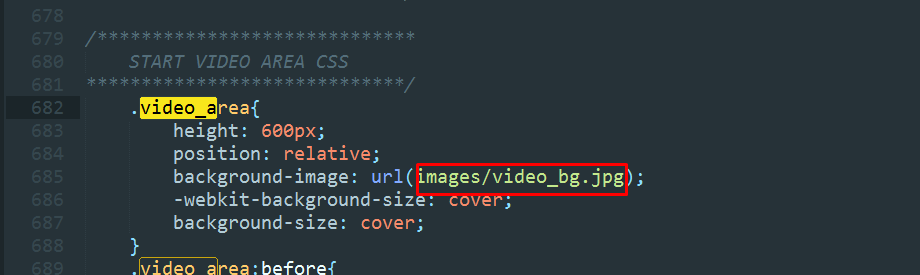 678
679 /*****************************
680 START VIDEO AREA CSS
681 *****************************/
682 .video_area{
683 height: 600px;
684 position: relative;
685 background-image: url(images/video_bg.jpg);
686 -webkit-background-size: cover;
687 background-size: cover;
688 }
689 .video_area:before{